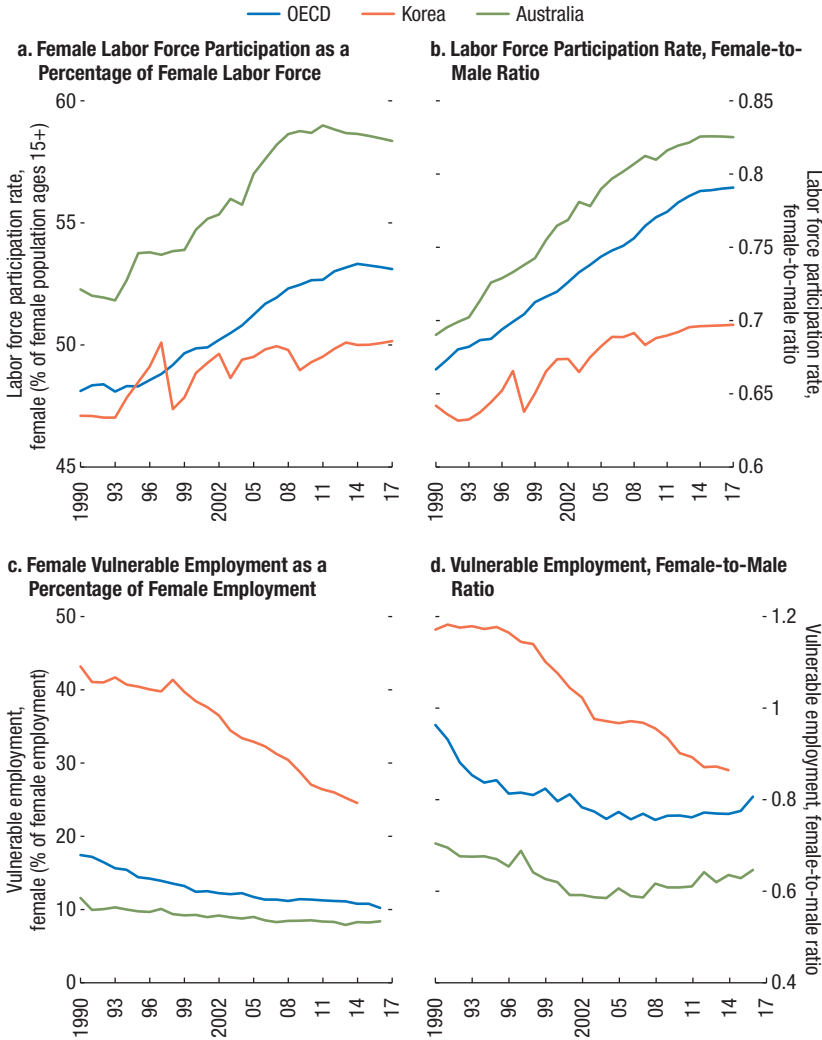 OECD Korea Australia
a. Female Labor Force Participation as a
Percentage of Female Labor Force
60
55
50
45
Labor force participation rate,
female (% of female population ages 15+)
1990 93 96 99 2002 05 08 11 14 17
b. Labor Force Participation Rate, Female-to-
Male Ratio
0.85
0.8
0.75
0.7
0.65
0.6
Labor force participation rate,
female-to-male ratio
1990 93 96 99 2002 05 08 11 14 17
c. Female Vulnerable Employment as a
Percentage of Female Employment
50
40
30
20
10
0
Vulnerable employment,
female (% of female employment)
1990 93 96 99 2002 05 08 11 14 17
d. Vulnerable Employment, Female-to-Male
Ratio
1.2
1
0.8
0.6
0.4
Vulnerable employment, female-to-male ratio
1990 93 96 99 2002 05 08 11 14 17